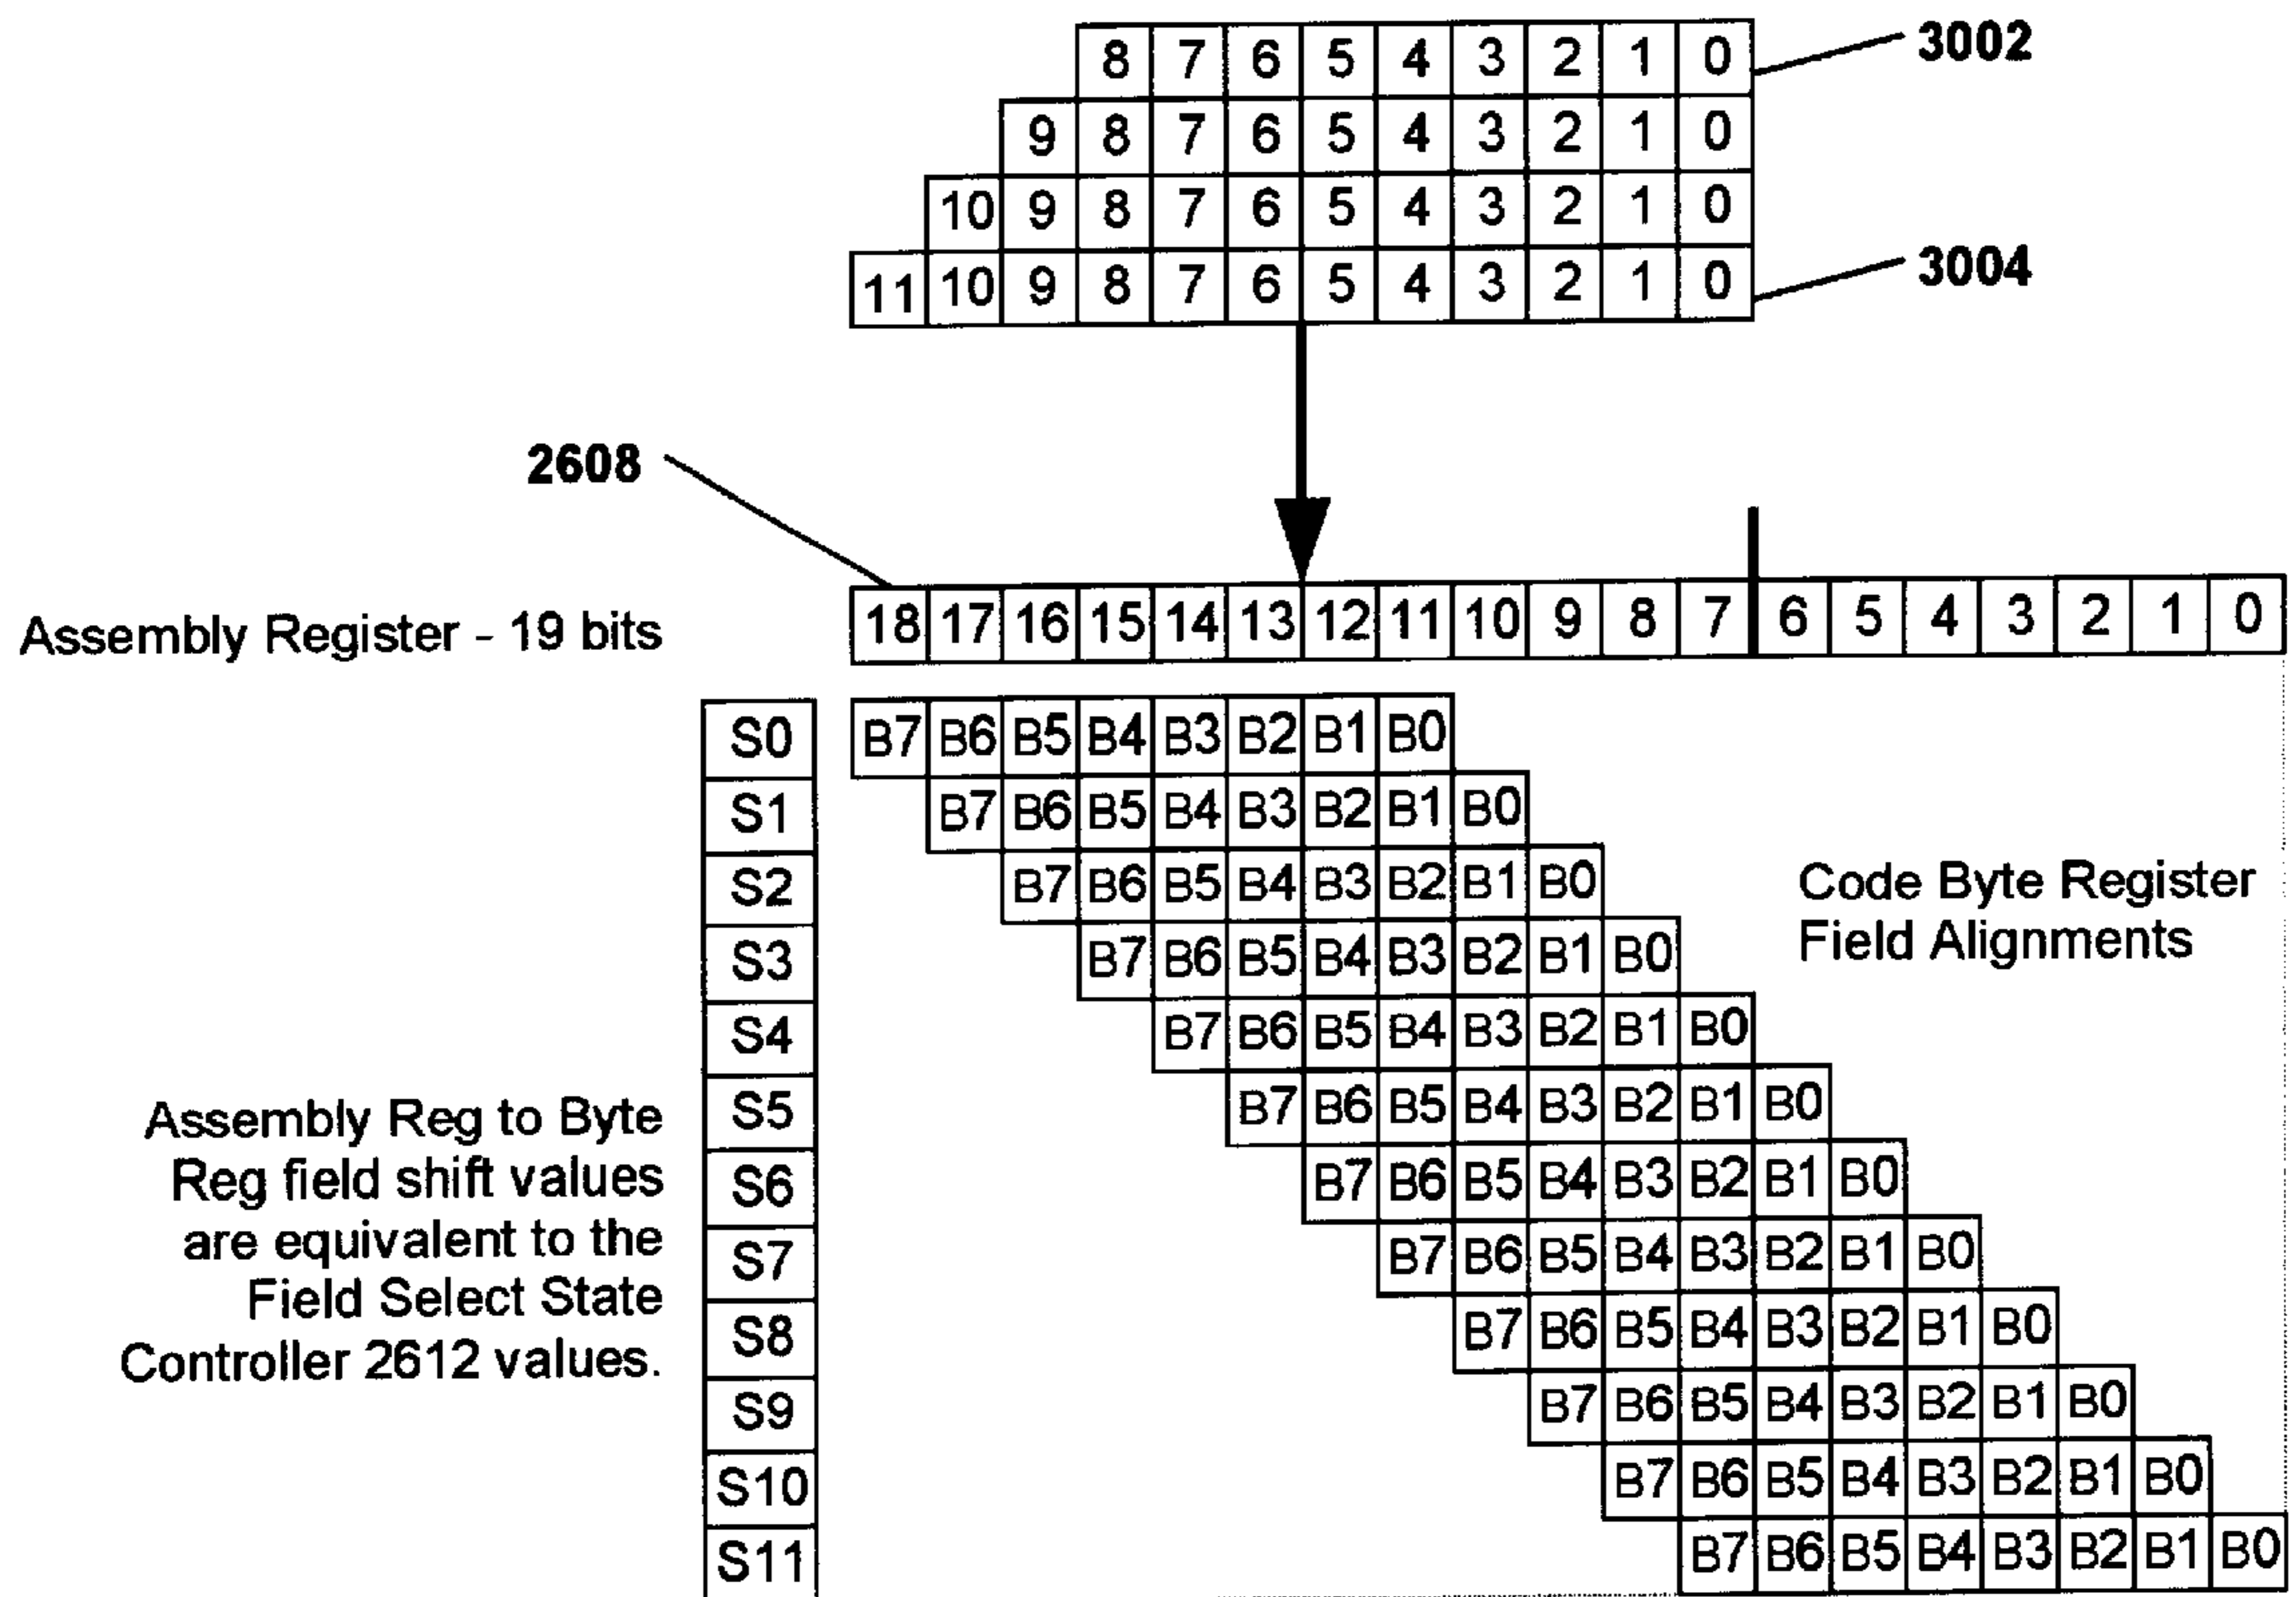 8 7 6 5 4 3 2 1 0 3002
9 8 7 6 5 4 3 2 1 0
10 9 8 7 6 5 4 3 2 1 0
11 10 9 8 7 6 5 4 3 2 1 0 3004
2608
Assembly Register - 19 bits 18 17 16 15 14 13 12 11 10 9 8 7 6 5 4 3 2 1 0
S0 B7 B6 B5 B4 B3 B2 B1 B0
S1 B7 B6 B5 B4 B3 B2 B1 B0
S2 B7 B6 B5 B4 B3 B2 B1 B0
S3 B7 B6 B5 B4 B3 B2 B1 B0
S4 B7 B6 B5 B4 B3 B2 B1 B0
S5 B7 B6 B5 B4 B3 B2 B1 B0
S6 B7 B6 B5 B4 B3 B2 B1 B0
S7 B7 B6 B5 B4 B3 B2 B1 B0
S8 B7 B6 B5 B4 B3 B2 B1 B0
S9 B7 B6 B5 B4 B3 B2 B1 B0
S10 B7 B6 B5 B4 B3 B2 B1 B0
S11 B7 B6 B5 B4 B3 B2 B1 B0
Code Byte Register
Field Alignments
Assembly Reg to Byte
Reg field shift values
are equivalent to the
Field Select State
Controller 2612 values.